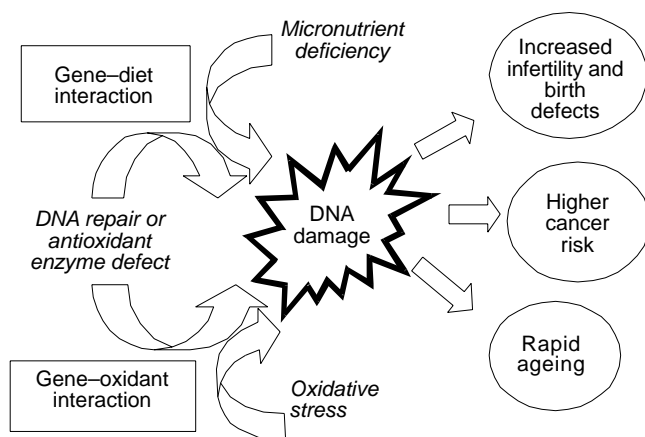 Micronutrient
deficiency
Gene–diet
interaction
DNA repair or
antioxidant
enzyme defect
Gene–oxidant
interaction
Oxidative
stress
DNA
damage
Increased
infertility and
birth
defects
Higher
cancer
risk
Rapid
ageing